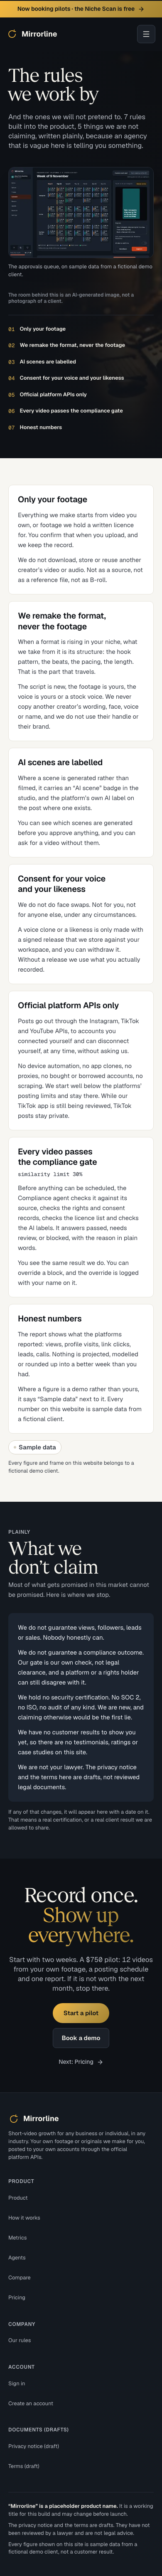 Now booking pilots · the Niche Scan is free →
Mirrorline
The rules
we work by
And the ones we will not bend to. 7 rules
built into the product, 5 things we are not
claiming, written plainly, because an agency
that is vague here is telling you something.
The approvals queue, on sample data from a fictional demo
client.
The room behind this is an AI-generated image, not a
photograph of a client.
01 Only your footage
02 We remake the format, never the footage
03 AI scenes are labelled
04 Consent for your voice and your likeness
05 Official platform APIs only
06 Every video passes the compliance gate
07 Honest numbers
Only your footage
Everything we make starts from video you
own, or footage we hold a written licence
for. You confirm that when you upload, and
we keep the record.
We do not download, store or reuse another
creator's video or audio. Not as a source, not
as a reference file, not as B-roll.
We remake the format,
never the footage
When a format is rising in your niche, what
we take from it is structure: the hook
pattern, the beats, the pacing, the length.
That is the part that travels.
The script is new, the footage is yours, the
voice is yours or a stock voice. We never
use another creator's wording, face, voice
or name, and we do not use their handle or
their brand.
AI scenes are labelled
Where a scene is generated rather than
filmed, it carries an "AI scene" badge in the
studio, and the platform's own AI label on
the post where one exists.
You can see which scenes are generated
before you approve anything, and you can
ask for a video without them.
Consent for your voice
and your likeness
We do not do face swaps. Not for you, not
for anyone else, under any circumstances.
A voice clone or a likeness is only made with
a signed release that we store against your
workspace, and you can withdraw it.
Without a release we use what you actually
recorded.
Official platform APIs only
Posts go out through the Instagram, TikTok
and YouTube APIs, to accounts you
connected yourself and can disconnect
yourself, at any time, without asking us.
No device automation, no app clones, no
proxies, no bought or borrowed accounts, no
scraping. We start well below the platforms'
posting limits and stay there. While our
TikTok app is still being reviewed, TikTok
posts stay private.
Every video passes
the compliance gate
similarity limit 30%
Before anything can be scheduled, the
Compliance agent checks it against its
source, checks the rights and consent
records, checks the licence list and checks
the AI labels. It answers passed, needs
review, or blocked, with the reason in plain
words.
You see the same result we do. You can
override a block, and the override is logged
with your name on it.
Honest numbers
The report shows what the platforms
reported: views, profile visits, link clicks,
leads, calls. Nothing is projected, modelled
or rounded up into a better week than you
had.
Where a figure is a demo rather than yours,
it says "Sample data" next to it. Every
number on this website is sample data from
a fictional client.
Sample data
Every figure and frame on this website belongs to a
fictional demo client.
PLAINLY
What we
don't claim
Most of what gets promised in this market cannot
be promised. Here is where we stop.
We do not guarantee views, followers, leads
or sales. Nobody honestly can.
We do not guarantee a compliance outcome.
Our gate is our own check, not legal
clearance, and a platform or a rights holder
can still disagree with it.
We hold no security certification. No SOC 2,
no ISO, no audit of any kind. We are new, and
claiming otherwise would be the first lie.
We have no customer results to show you
yet, so there are no testimonials, ratings or
case studies on this site.
We are not your lawyer. The privacy notice
and the terms here are drafts, not reviewed
legal documents.
If any of that changes, it will appear here with a date on it.
That means a real certification, or a real client result we are
allowed to share.
Record once.
Show up
everywhere.
Start with two weeks. A $750 pilot: 12 videos
from your own footage, a posting schedule
and one report. If it is not worth the
month, stop there.
Start a pilot
Book a demo
Next: Pricing →
Mirrorline
Short-video growth for any business or individual, in any
industry. Your own footage or originals we make for you,
posted to your own accounts through the official
platform APIs.
PRODUCT
Product
How it works
Metrics
Agents
Compare
Pricing
COMPANY
Our rules
ACCOUNT
Sign in
Create an account
DOCUMENTS (DRAFTS)
Privacy notice (draft)
Terms (draft)
"Mirrorline" is a placeholder product name. It is a working
title for this build and may change before launch.
The privacy notice and the terms are drafts. They have not
been reviewed by a lawyer and are not legal advice.
Every figure shown on this site is sample data from a
fictional demo client, not a customer result.